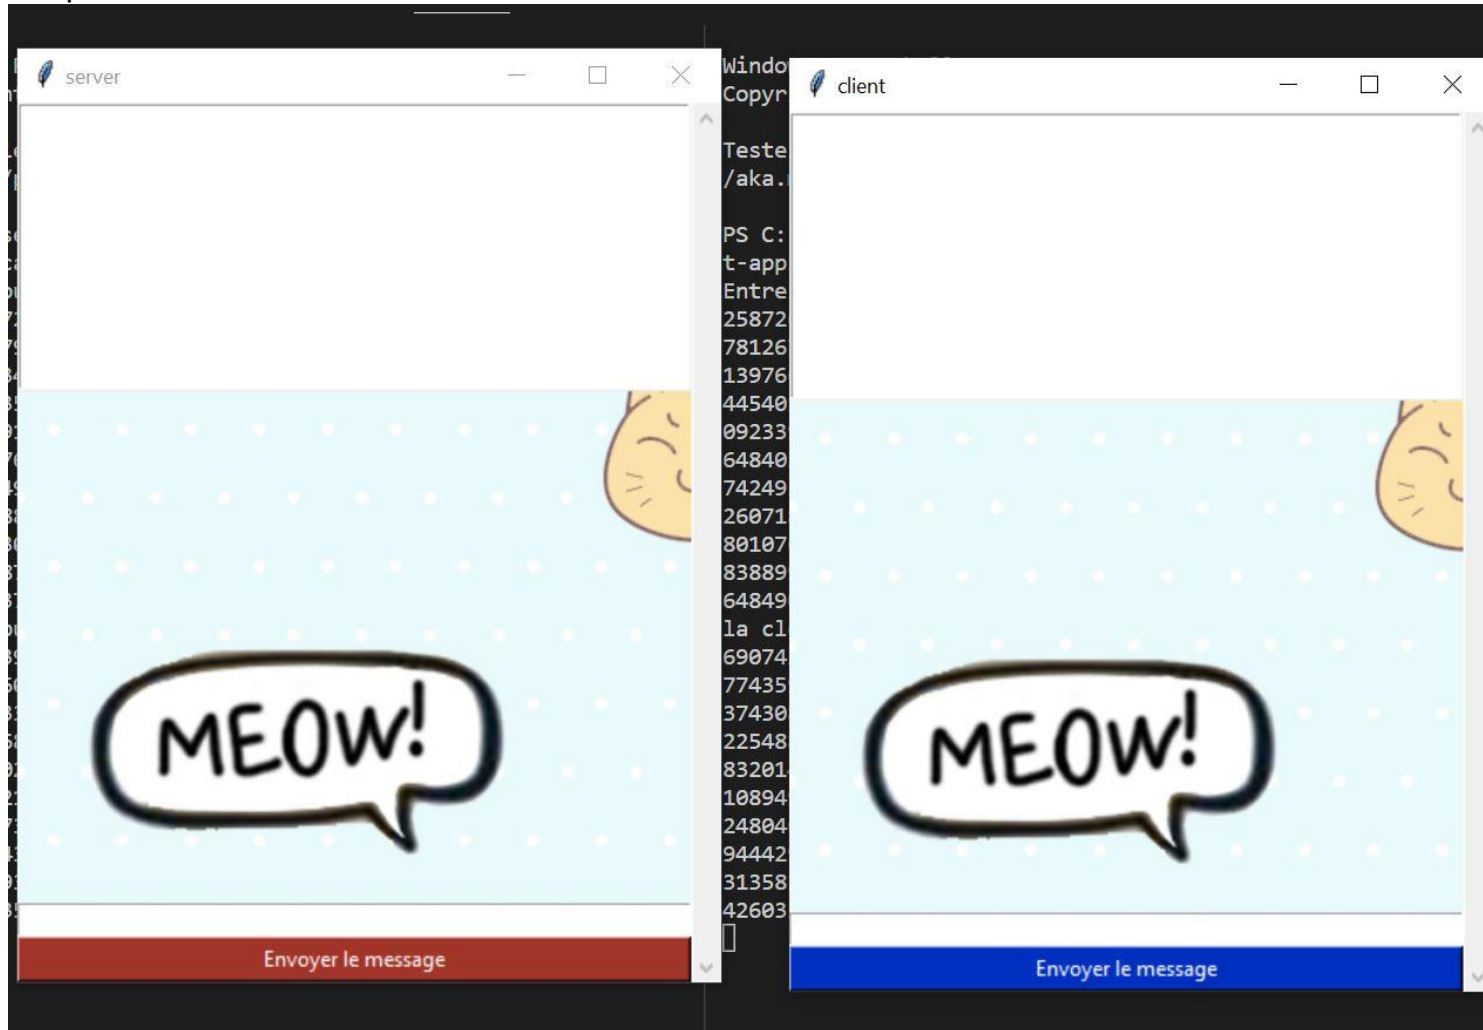 server
MEOW!
Envoyer le message
Windo
Copyr
Teste
/aka.
PS C:
t-app
Entre
25872
78126
13976
44540
09233
64840
74249
26071
80107
83889
64849
la cl
69074
77435
37430
22548
83201
10894
24804
94442
31358
42603
client
MEOW!
Envoyer le message